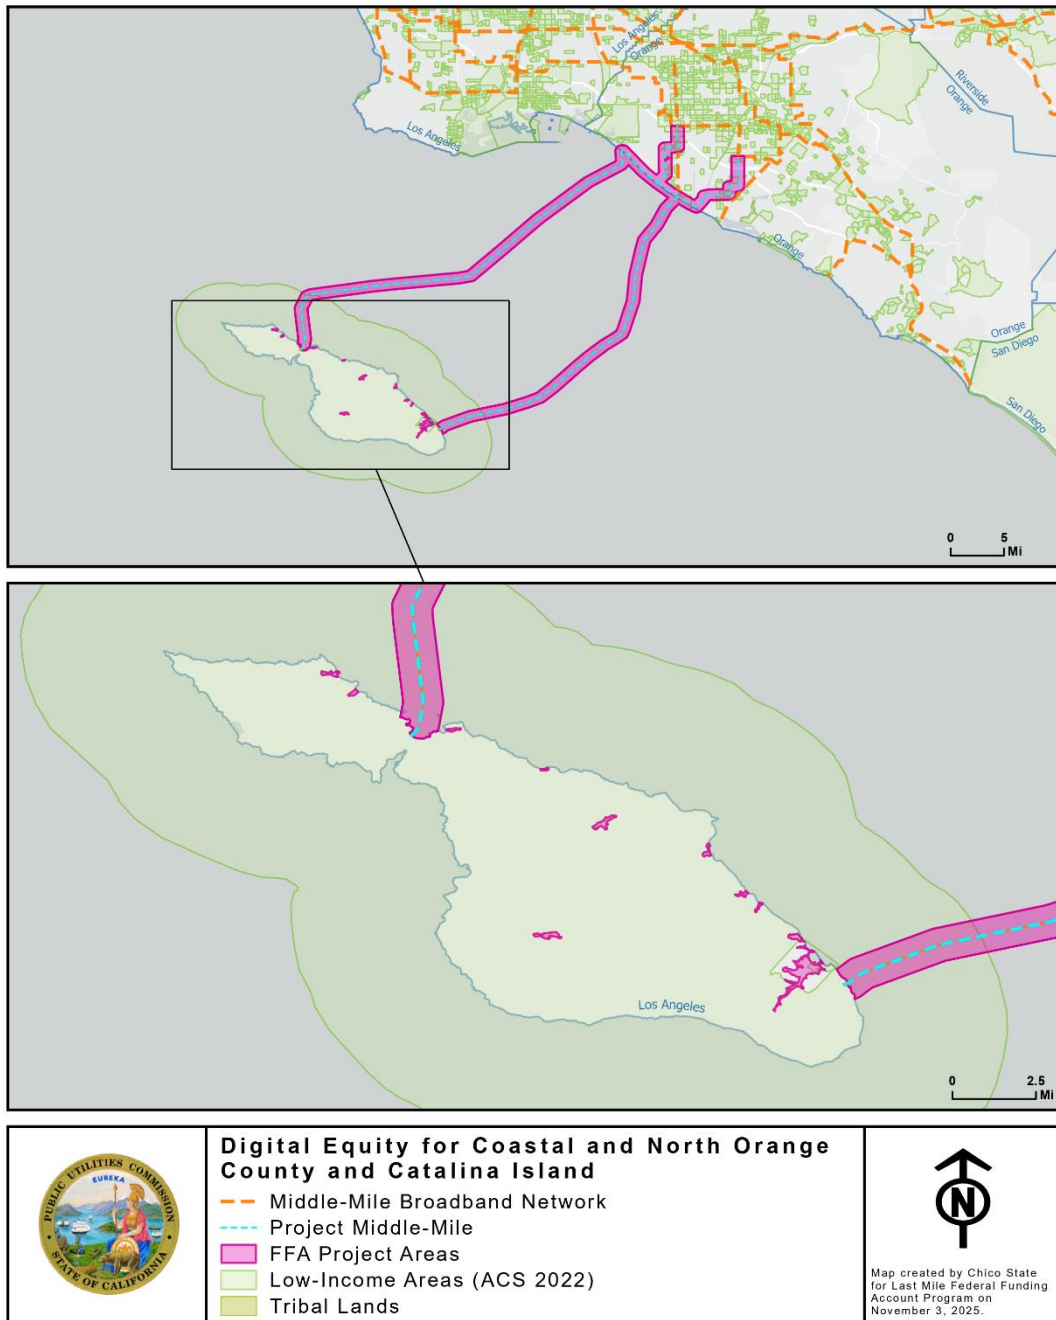 Los Angeles
Orange
Riverside
Orange
Los Angeles
Orange
Orange
San Diego
San Diego
0 5
Mi
Los Angeles
0 2.5
Mi
PUBLIC UTILITIES COMMISSION
EUREKA
STATE OF CALIFORNIA
Digital Equity for Coastal and North Orange
County and Catalina Island
Middle-Mile Broadband Network
Project Middle-Mile
FFA Project Areas
Low-Income Areas (ACS 2022)
Tribal Lands
N
Map created by Chico State
for Last Mile Federal Funding
Account Program on
November 3, 2025.